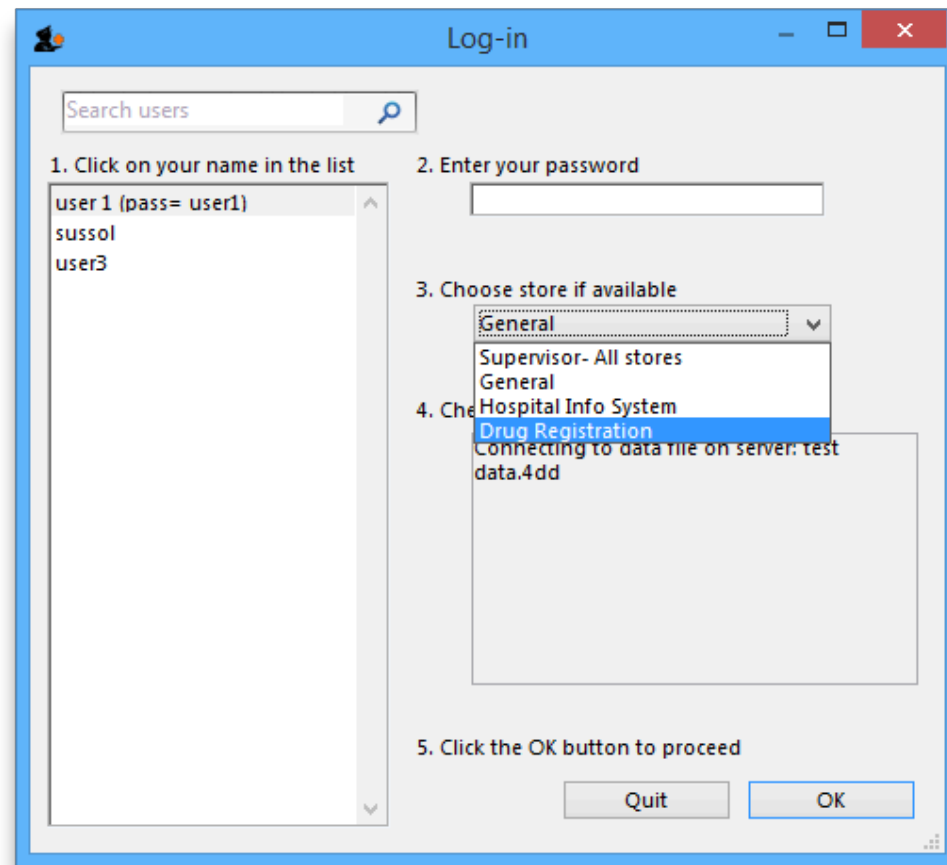 Log-in
Search users
1. Click on your name in the list
user 1 (pass= user1)
sussol
user3
2. Enter your password
3. Choose store if available
General
Supervisor- All stores
General
Hospital Info System
Drug Registration
4. Che
Connecting to data file on server: test
data.4dd
5. Click the OK button to proceed
Quit
OK